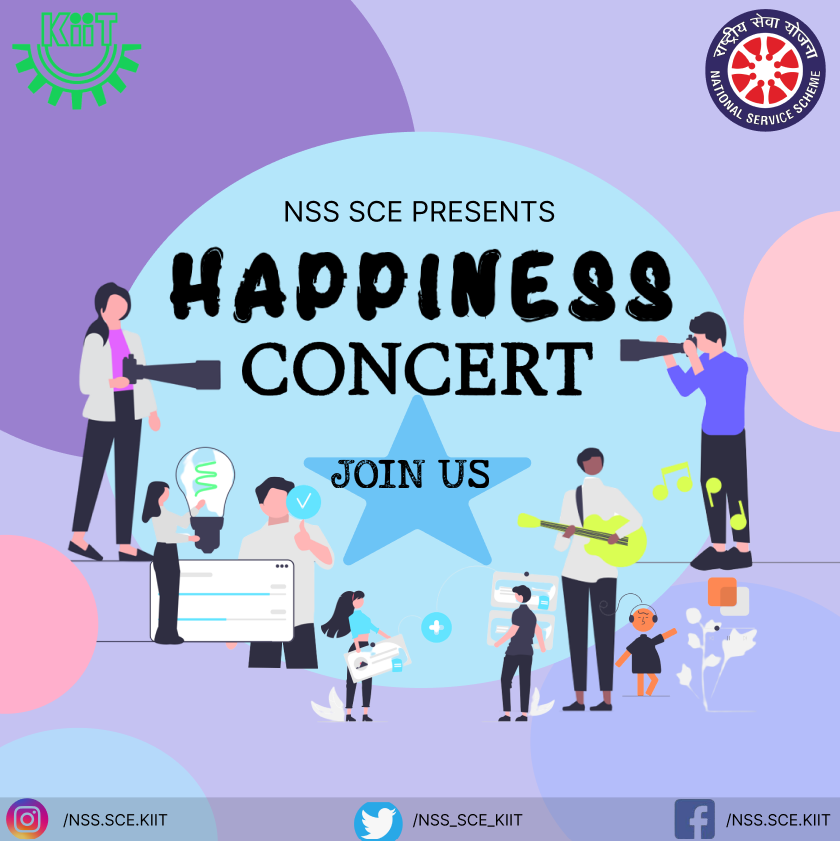 KiiT
राष्ट्रीय सेवा योजना
NATIONAL SERVICE SCHEME
NSS SCE PRESENTS
HAPPINESS
CONCERT
JOIN US
/NSS.SCE.KIIT
/NSS_SCE_KIIT
/NSS.SCE.KIIT